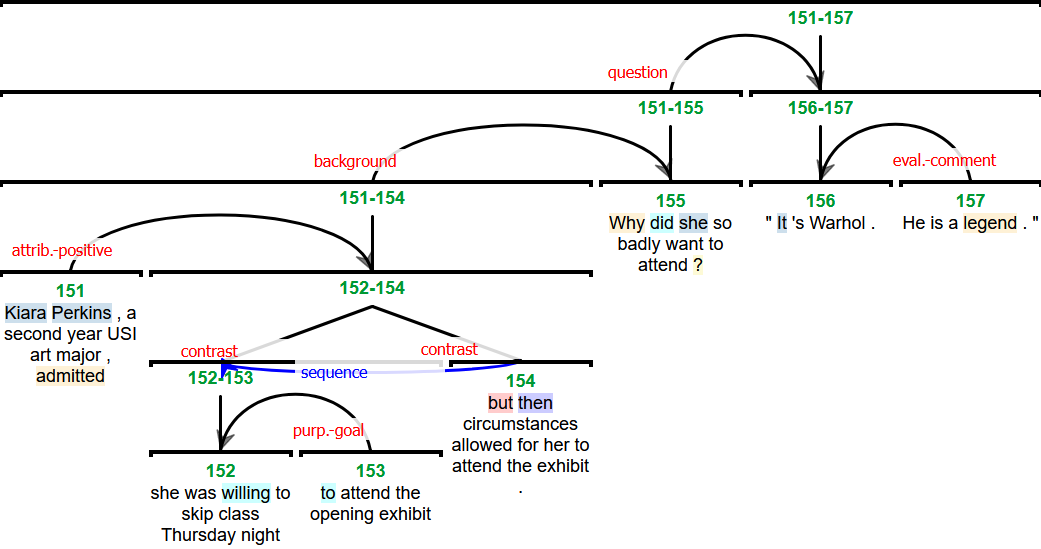 151-157
question
151-155
156-157
background
eval.-comment
151-154
155
156
157
Why did she so
badly want to
attend ?
" It 's Warhol .
He is a legend . "
attrib.-positive
151
152-154
Kiara Perkins , a
second year USI
art major ,
admitted
contrast
contrast
sequence
152-153
154
but then
circumstances
allowed for her to
attend the exhibit
.
purp.-goal
152
153
she was willing to
skip class
Thursday night
to attend the
opening exhibit